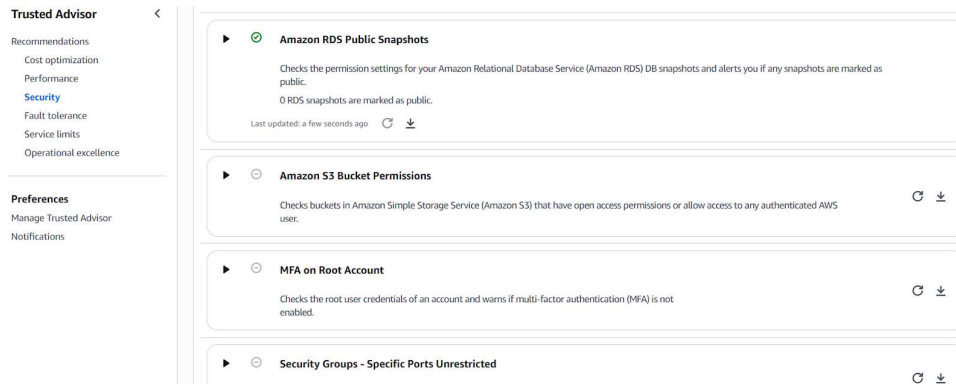 Trusted Advisor
Recommendations
Cost optimization
Performance
Security
Fault tolerance
Service limits
Operational excellence
Preferences
Manage Trusted Advisor
Notifications
Amazon RDS Public Snapshots
Checks the permission settings for your Amazon Relational Database Service (Amazon RDS) DB snapshots and alerts you if any snapshots are marked as
public.
0 RDS snapshots are marked as public.
Last updated: a few seconds ago
Amazon S3 Bucket Permissions
Checks buckets in Amazon Simple Storage Service (Amazon S3) that have open access permissions or allow access to any authenticated AWS
user.
MFA on Root Account
Checks the root user credentials of an account and warns if multi-factor authentication (MFA) is not
enabled.
Security Groups - Specific Ports Unrestricted